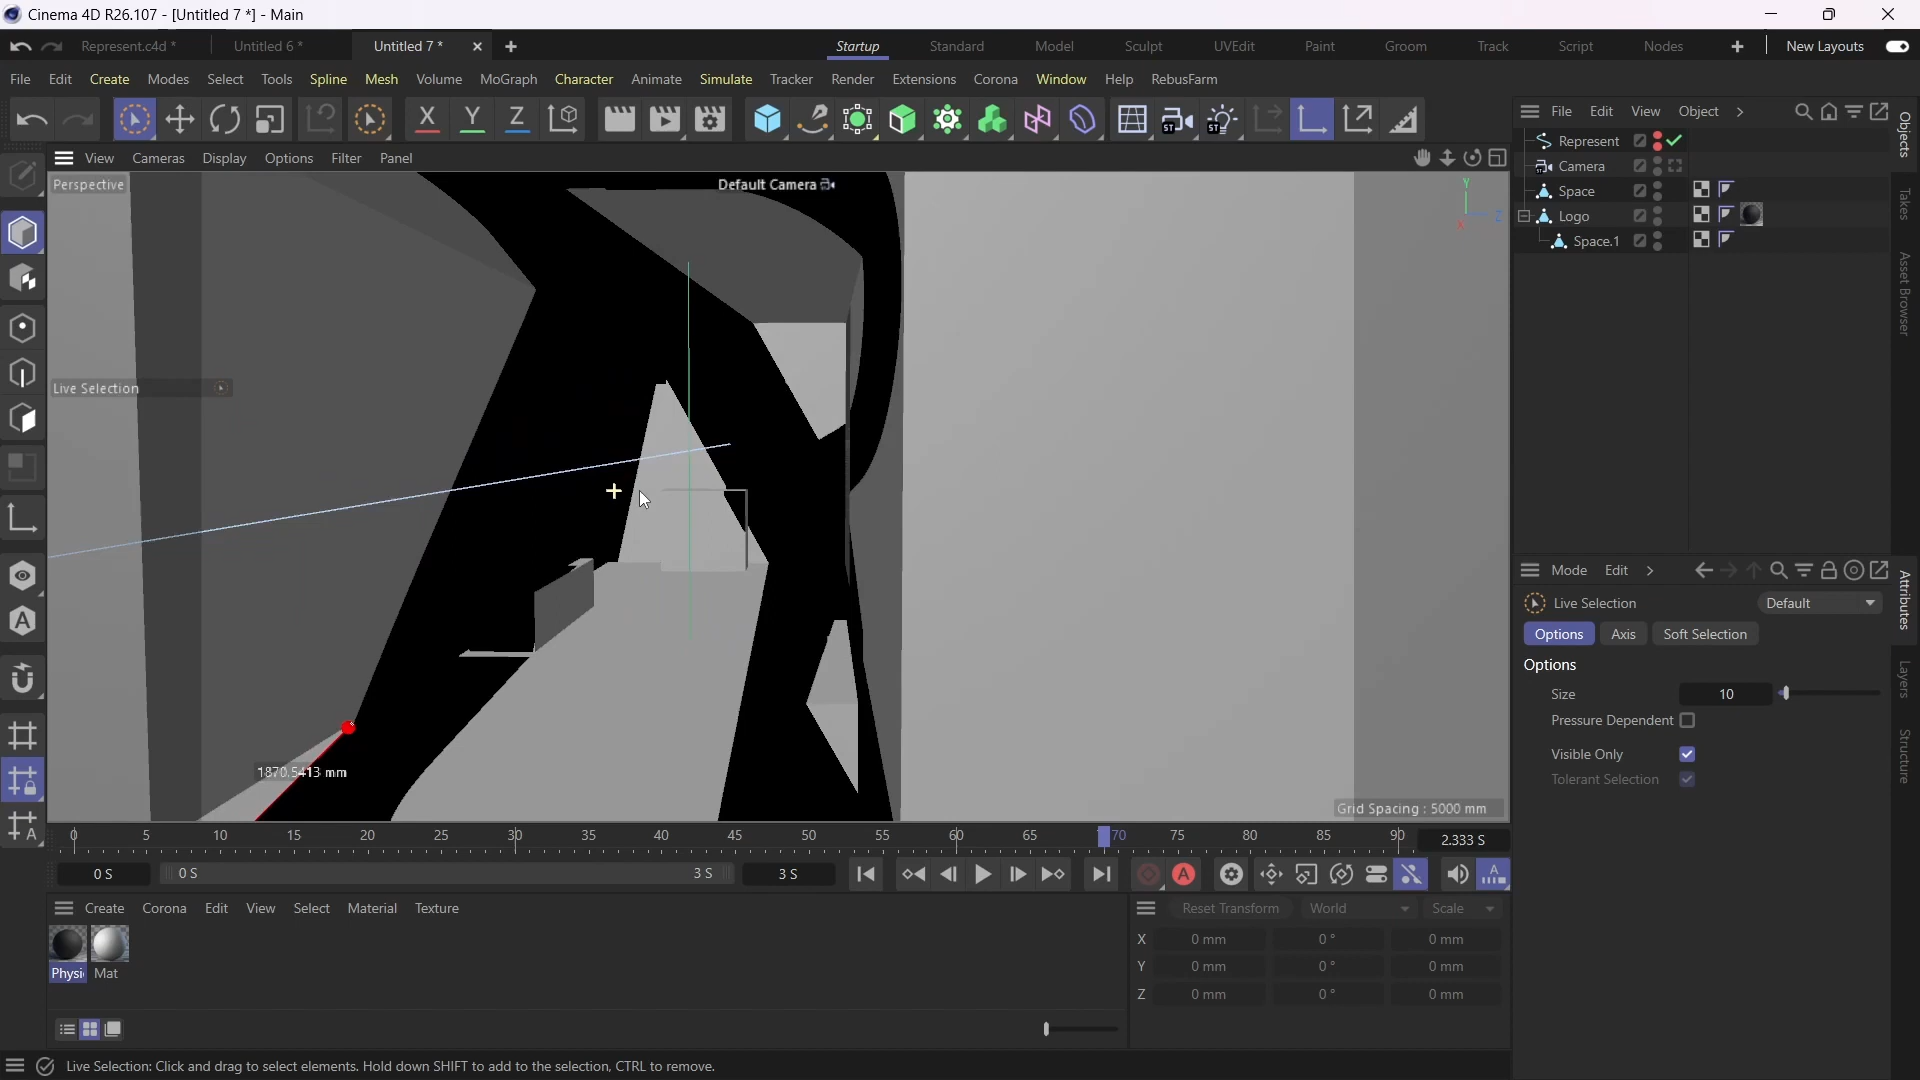 Cinema 4D R26.107 - [Untitled 7 *] - Main
Represent.c4d *
Untitled 6 *
Untitled 7 *
Startup
Standard
Model
Sculpt
UVEdit
Paint
Groom
Track
Script
Nodes
New Layouts
File
Edit
Create
Modes
Select
Tools
Spline
Mesh
Volume
MoGraph
Character
Animate
Simulate
Tracker
Render
Extensions
Corona
Window
Help
RebusFarm
X
Y
Z
ST
ST
File
Edit
View
Object
View
Cameras
Display
Options
Filter
Panel
Perspective
Default Camera
Y
Z
X
Live Selection
1870.5413 mm
Grid Spacing : 5000 mm
Represent
Camera
Space
Logo
Space.1
Objects
Takes
Asset Browser
Mode
Edit
Live Selection
Default
Options
Axis
Soft Selection
Options
Size
10
Pressure Dependent
Visible Only
Tolerant Selection
Attributes
Layers
Structure
0
5
10
15
20
25
30
35
40
45
50
55
60
65
70
75
80
85
90
2.333 S
0 S
0 S
3 S
3 S
Create
Corona
Edit
View
Select
Material
Texture
Physi
Mat
Reset Transform
World
Scale
X
0 mm
0 °
0 mm
Y
0 mm
0 °
0 mm
Z
0 mm
0 °
0 mm
Live Selection: Click and drag to select elements. Hold down SHIFT to add to the selection, CTRL to remove.